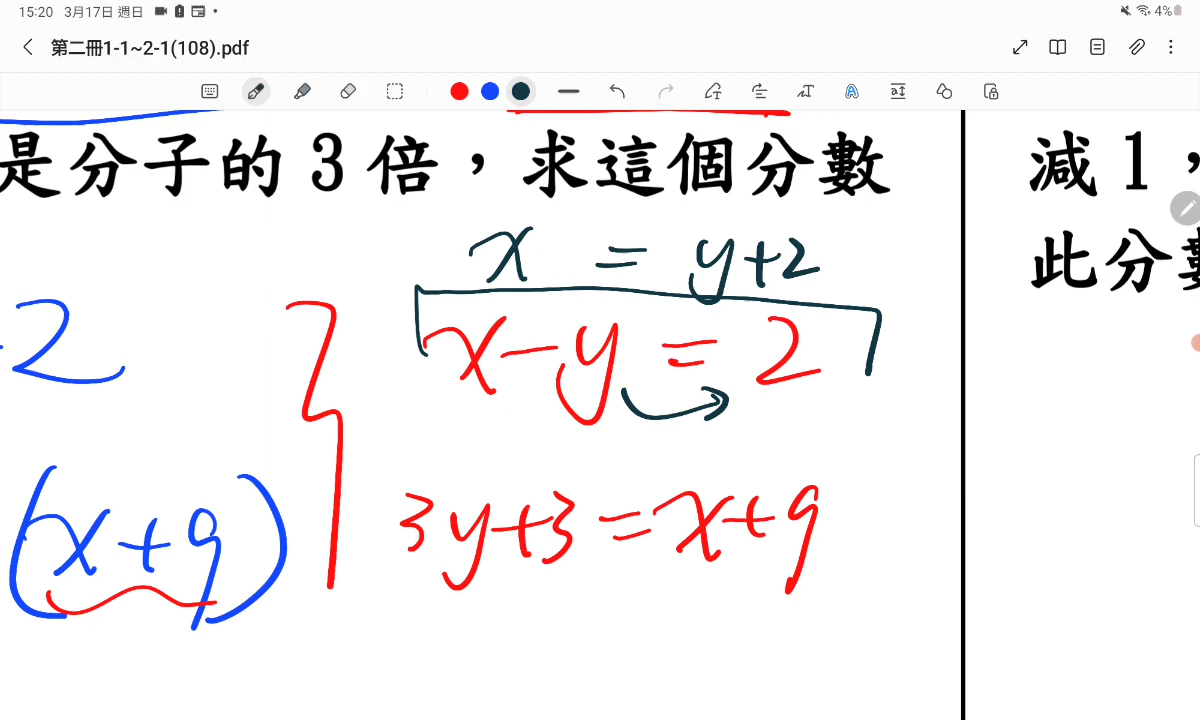 15:20 3月17日 週日 4%
第二冊1-1~2-1(108).pdf
是分子的3倍，求這個分數
減1，
此分數
x = y+2
2
x-y=2
(x+9)
3y+3=x+9